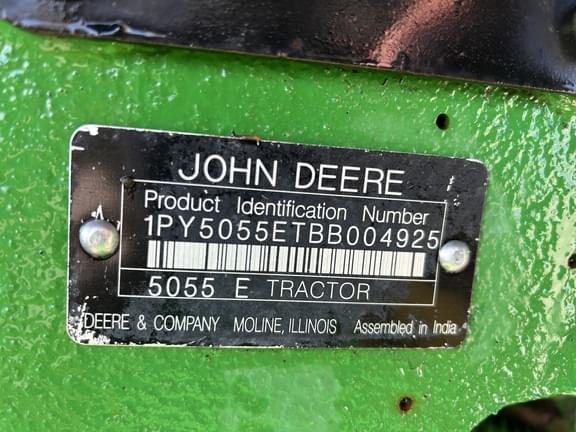 JOHN DEERE
Product Identification Number
1PY5055ETBB004925
5055 E TRACTOR
DEERE & COMPANY MOLINE, ILLINOIS Assembled in India